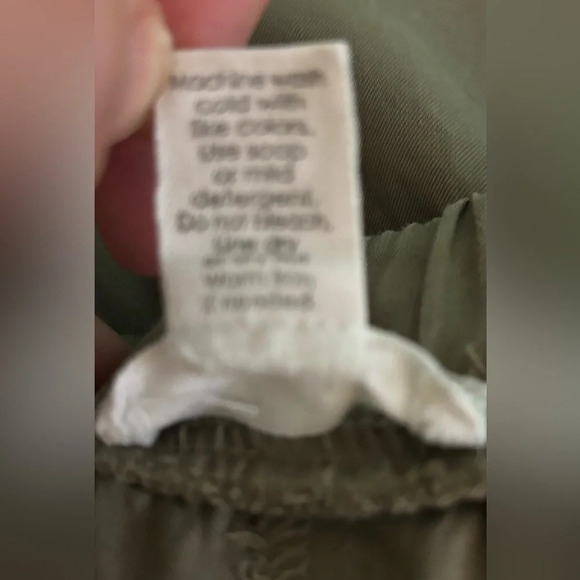 Machine wash
cold with
like colors.
Use soap
or mild
detergent.
Do not bleach.
Line dry
Warm iron
needed